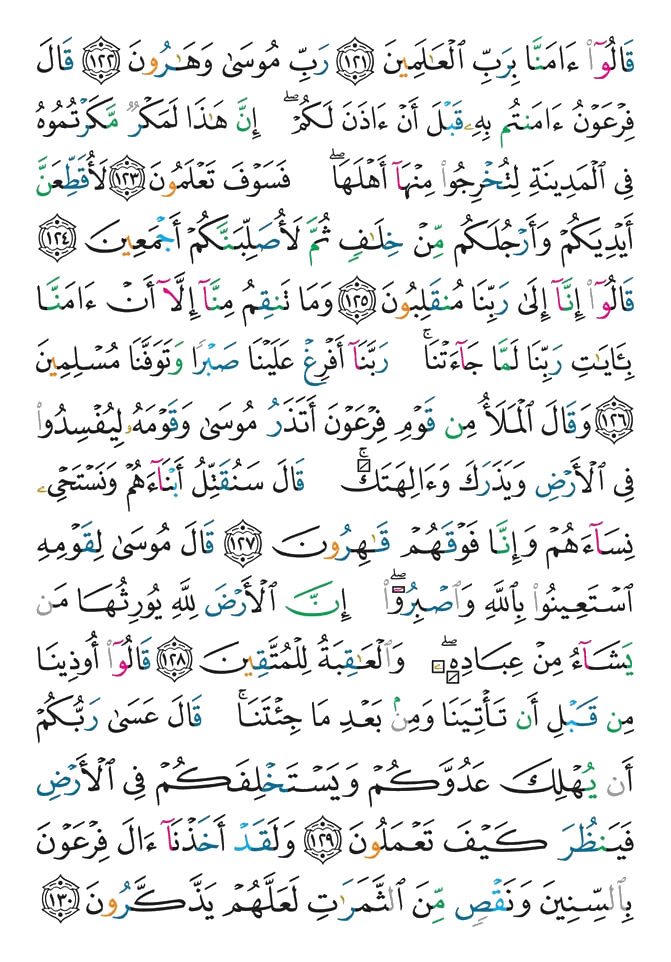 قَالُوٓاْ ءَامَنَّا بِرَبِّ ٱلْعَـٰلَمِينَ ١٢١ رَبِّ مُوسَىٰ وَهَـٰرُونَ ١٢٢ قَالَ
فِرْعَوْنُ ءَامَنتُم بِهِۦ قَبْلَ أَنْ ءَاذَنَ لَكُمْ ۖ إِنَّ هَـٰذَا لَمَكْرٌ مَّكَرْتُمُوهُ
فِى ٱلْمَدِينَةِ لِتُخْرِجُواْ مِنْهَآ أَهْلَهَا ۖ فَسَوْفَ تَعْلَمُونَ ١٢٣ لَأُقَطِّعَنَّ
أَيْدِيَكُمْ وَأَرْجُلَكُم مِّنْ خِلَـٰفٍ ثُمَّ لَأُصَلِّبَنَّكُمْ أَجْمَعِينَ ١٢٤
قَالُوٓاْ إِنَّآ إِلَىٰ رَبِّنَا مُنقَلِبُونَ ١٢٥ وَمَا تَنقِمُ مِنَّآ إِلَّآ أَنْ ءَامَنَّا
بِـَٔايَـٰتِ رَبِّنَا لَمَّا جَآءَتْنَا ۚ رَبَّنَآ أَفْرِغْ عَلَيْنَا صَبْرًا وَتَوَفَّنَا مُسْلِمِينَ
١٢٦ وَقَالَ ٱلْمَلَأُ مِن قَوْمِ فِرْعَوْنَ أَتَذَرُ مُوسَىٰ وَقَوْمَهُۥ لِيُفْسِدُواْ
فِى ٱلْأَرْضِ وَيَذَرَكَ وَءَالِهَتَكَ ۚ قَالَ سَنُقَتِّلُ أَبْنَآءَهُمْ وَنَسْتَحْىِۦ
نِسَآءَهُمْ وَإِنَّا فَوْقَهُمْ قَـٰهِرُونَ ١٢٧ قَالَ مُوسَىٰ لِقَوْمِهِ
ٱسْتَعِينُواْ بِٱللَّهِ وَٱصْبِرُوٓاْ ۖ إِنَّ ٱلْأَرْضَ لِلَّهِ يُورِثُهَا مَن
يَشَآءُ مِنْ عِبَادِهِۦ ۖ وَٱلْعَـٰقِبَةُ لِلْمُتَّقِينَ ١٢٨ قَالُوٓاْ أُوذِينَا
مِن قَبْلِ أَن تَأْتِيَنَا وَمِنۢ بَعْدِ مَا جِئْتَنَا ۚ قَالَ عَسَىٰ رَبُّكُمْ
أَن يُهْلِكَ عَدُوَّكُمْ وَيَسْتَخْلِفَكُمْ فِى ٱلْأَرْضِ
فَيَنظُرَ كَيْفَ تَعْمَلُونَ ١٢٩ وَلَقَدْ أَخَذْنَآ ءَالَ فِرْعَوْنَ
بِٱلسِّنِينَ وَنَقْصٍ مِّنَ ٱلثَّمَرَٰتِ لَعَلَّهُمْ يَذَّكَّرُونَ ١٣٠